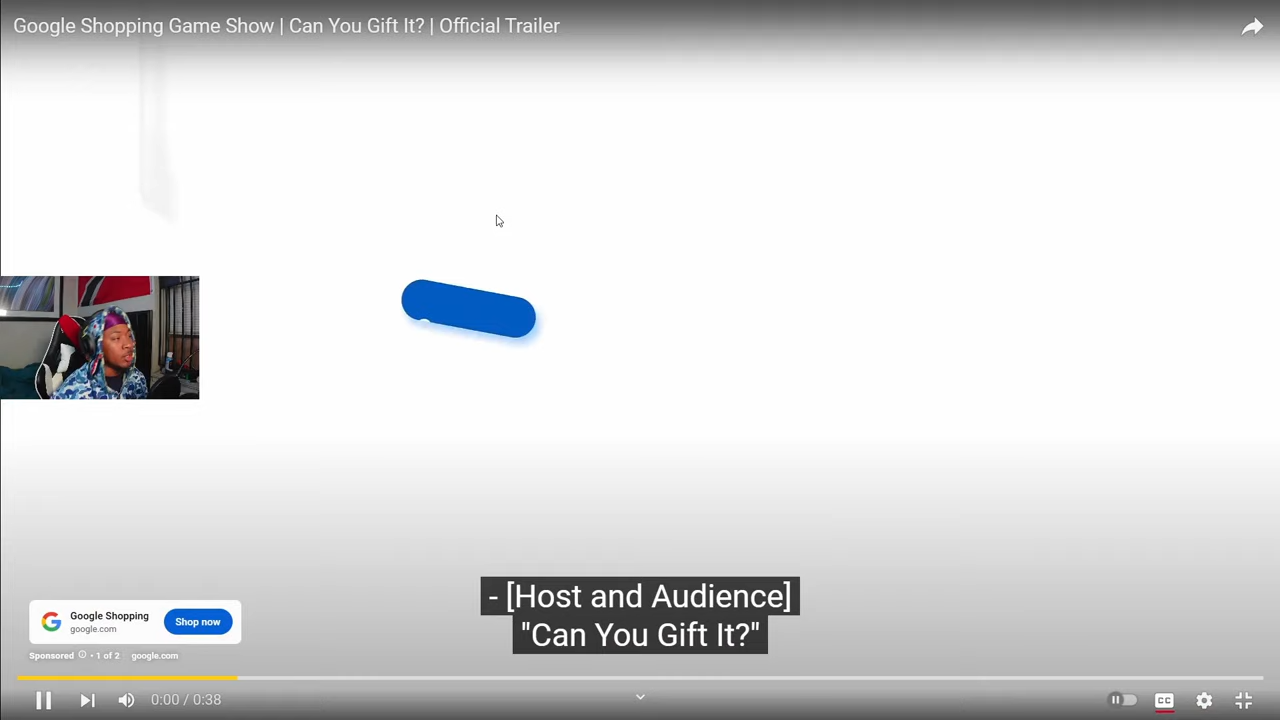 Google Shopping Game Show | Can You Gift It? | Official Trailer
- [Host and Audience]
"Can You Gift It?"
Google Shopping
google.com
Shop now
Sponsored • 1 of 2 google.com
0:00 / 0:38
CC